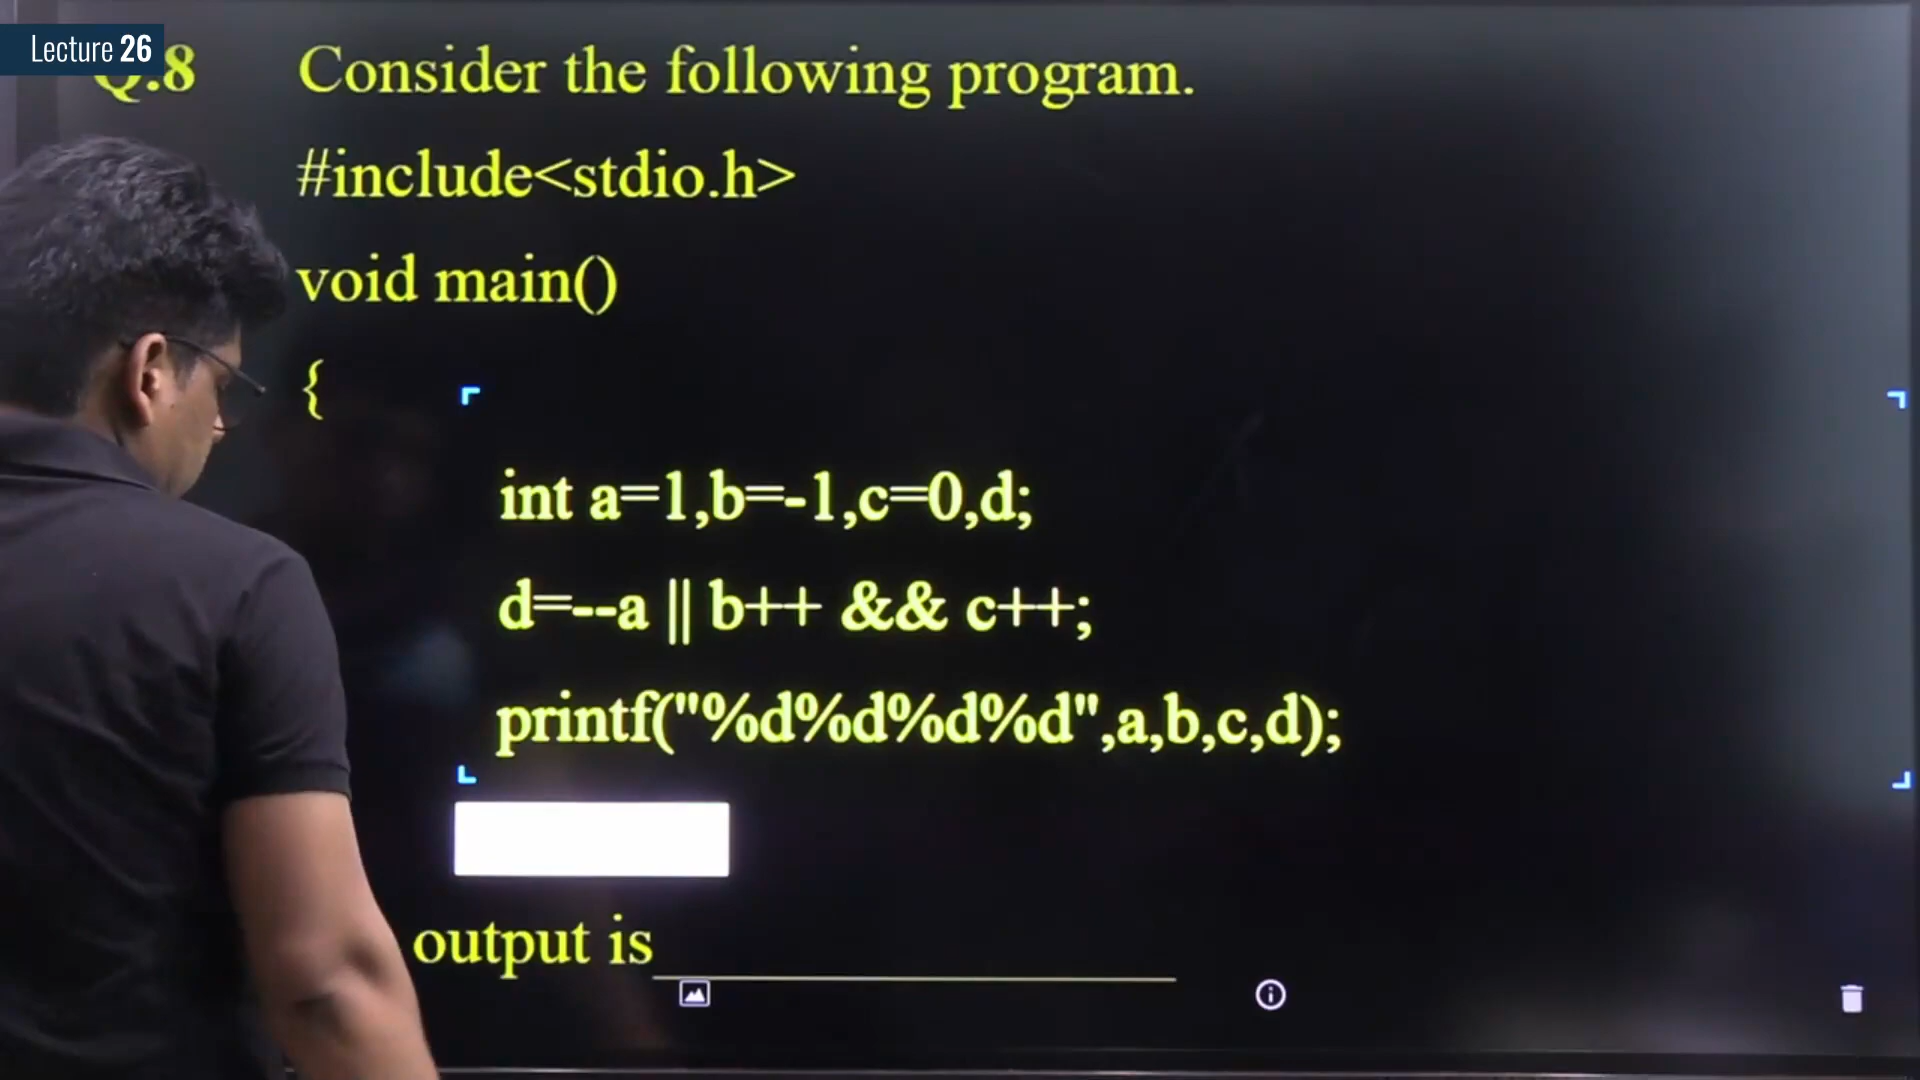 Lecture 26
Q.8 Consider the following program.
#include<stdio.h>
void main()
{
int a=1,b=-1,c=0,d;
d=--a || b++ && c++;
printf("%d%d%d%d",a,b,c,d);
output is